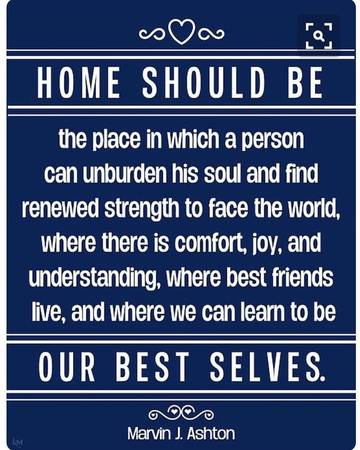 HOME SHOULD BE
the place in which a person
can unburden his soul and find
renewed strength to face the world,
where there is comfort, joy, and
understanding, where best friends
live, and where we can learn to be
OUR BEST SELVES.
Marvin J. Ashton